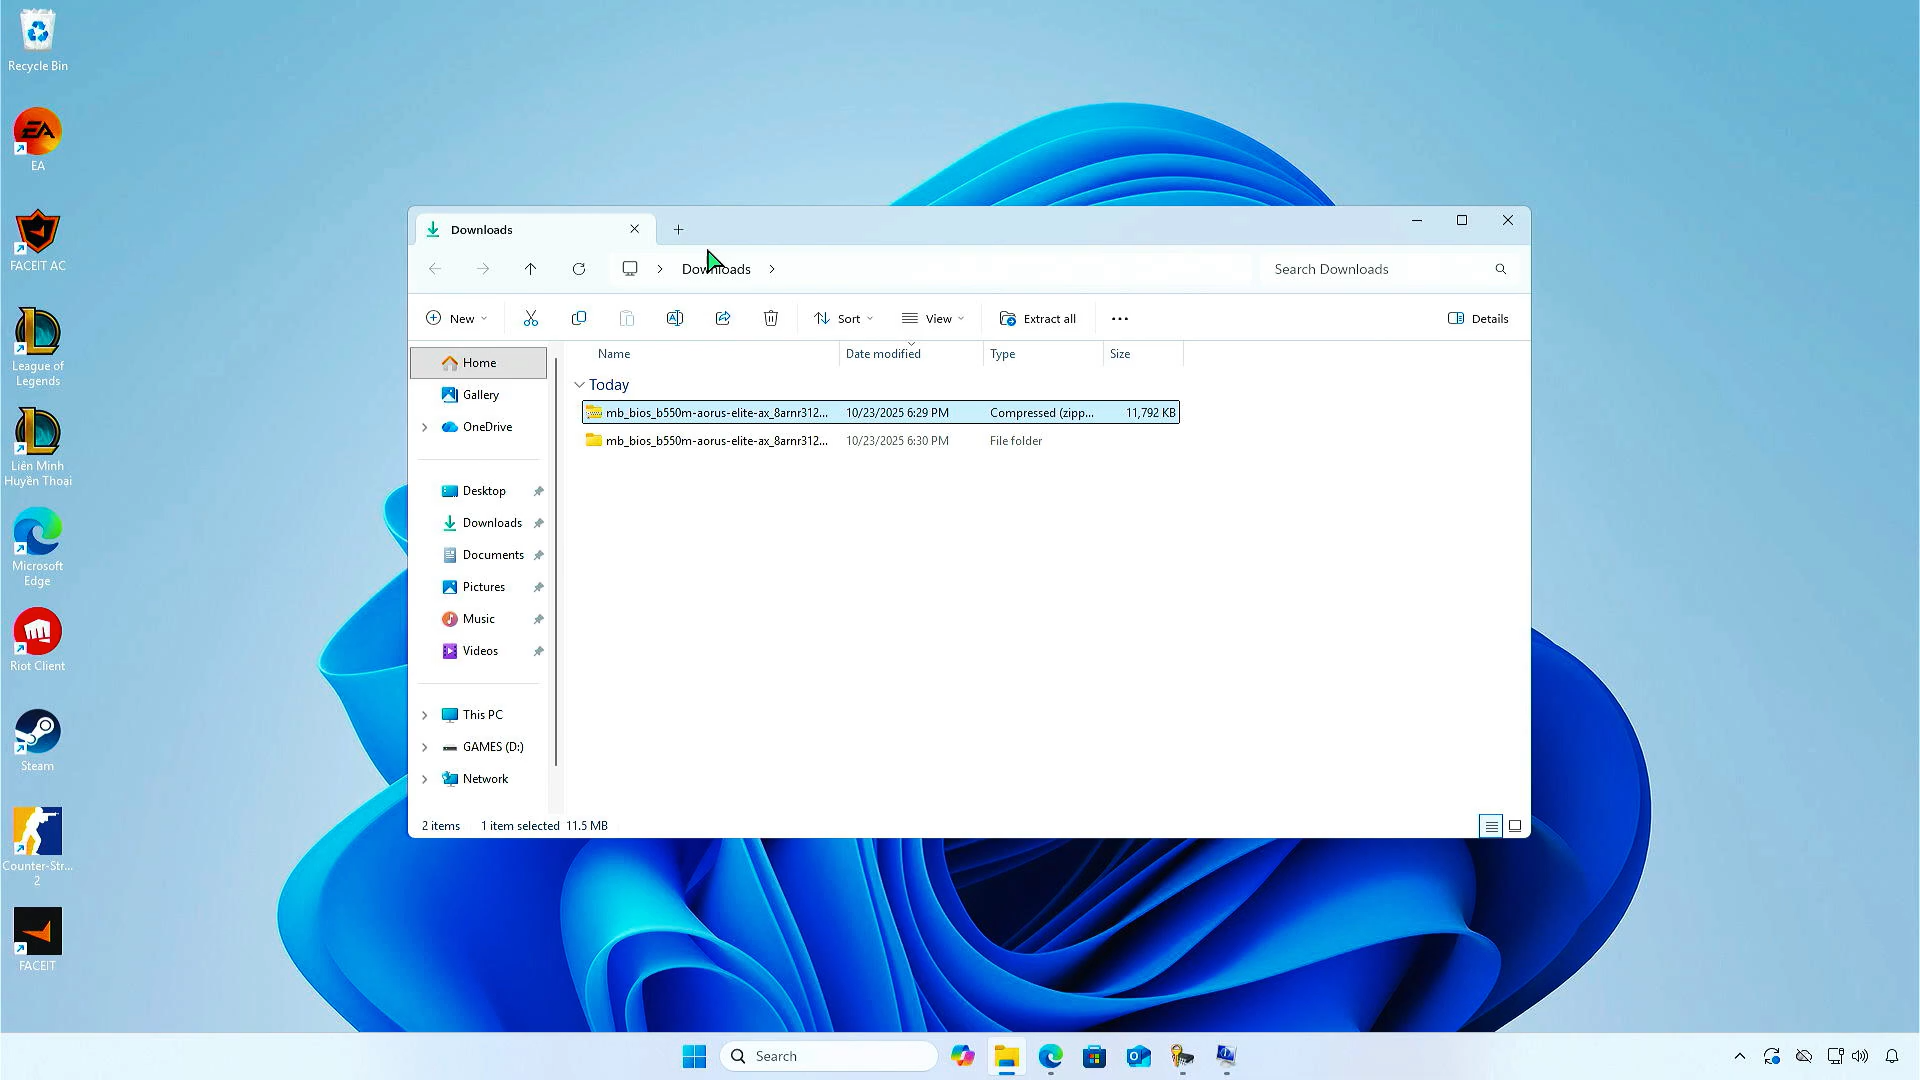 Recycle Bin
EA
FACEIT AC
League of
Legends
Liên Minh
Huyền Thoại
Microsoft
Edge
Riot Client
Steam
Counter-Str...
2
FACEIT
Downloads
Downloads
Search Downloads
New
Sort
View
Extract all
Details
Home
Gallery
OneDrive
Desktop
Downloads
Documents
Pictures
Music
Videos
This PC
GAMES (D:)
Network
Name Date modified Type Size
Today
mb_bios_b550m-aorus-elite-ax_8arnr312... 10/23/2025 6:29 PM Compressed (zipp... 11,792 KB
mb_bios_b550m-aorus-elite-ax_8arnr312... 10/23/2025 6:30 PM File folder
2 items 1 item selected 11.5 MB
Search